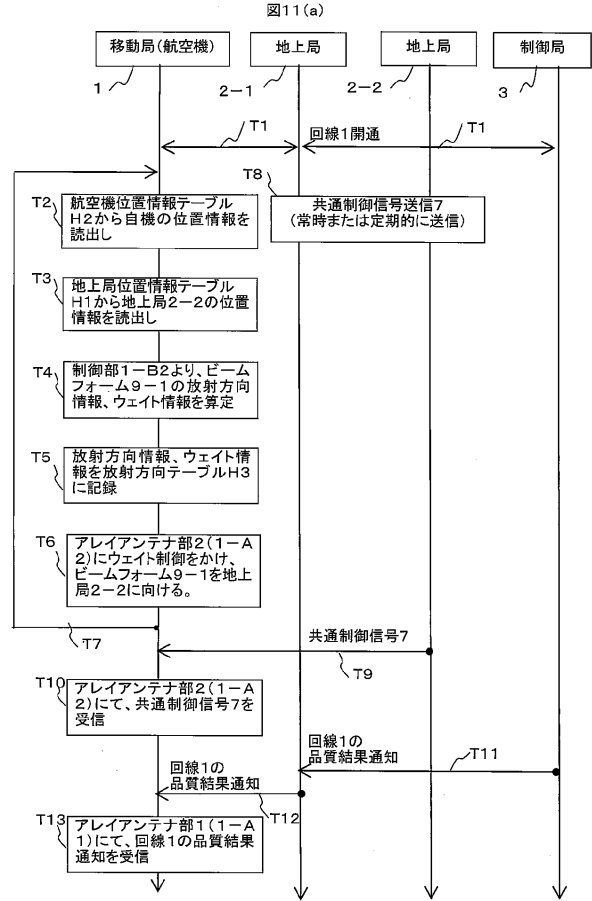 図11(a)
移動局(航空機)
地上局
地上局
制御局
1
2-1
2-2
3
T1
回線1開通
T1
T8
共通制御信号送信7
(常時または定期的に送信)
T2
航空機位置情報テーブル
H2から自機の位置情報を
読出し
T3
地上局位置情報テーブル
H1から地上局2-2の位置
情報を読出し
T4
制御部1-B2より、ビーム
フォーム9-1の放射方向
情報、ウェイト情報を算定
T5
放射方向情報、ウェイト情
報を放射方向テーブルH3
に記録
T6
アレイアンテナ部2(1-A
2)にウェイト制御をかけ、
ビームフォーム9-1を地上
局2-2に向ける。
T7
共通制御信号7
T9
T10
アレイアンテナ部2(1-A
2)にて、共通制御信号7を
受信
回線1の
品質結果通知
T11
回線1の
品質結果通知
T12
T13
アレイアンテナ部1(1-A
1)にて、回線1の品質結果
通知を受信